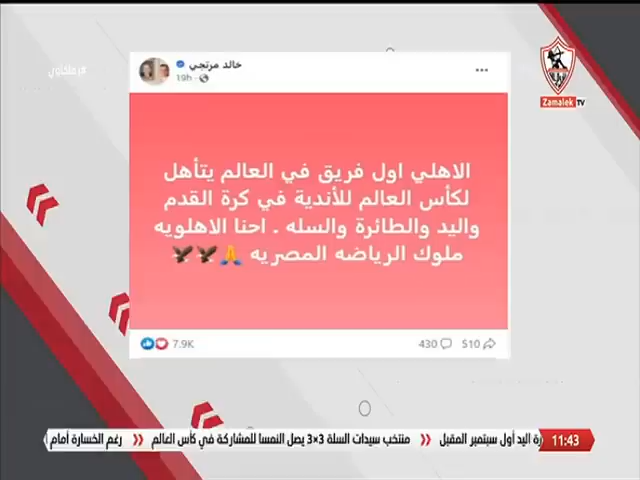 #زملكاوي
Zamalek TV
خالد مرتجي
19h
الاهلي اول فريق في العالم يتأهل
لكأس العالم للأندية في كرة القدم
واليد والطائرة والسله . احنا الاهلويه
ملوك الرياضه المصريه 🙏🦅🦅
7.9K 430 510
رة اليد أول سبتمبر المقبل » منتخب سيدات السلة 3×3 يصل النمسا للمشاركة في كأس العالم » رغم الخسارة أمام
11:43